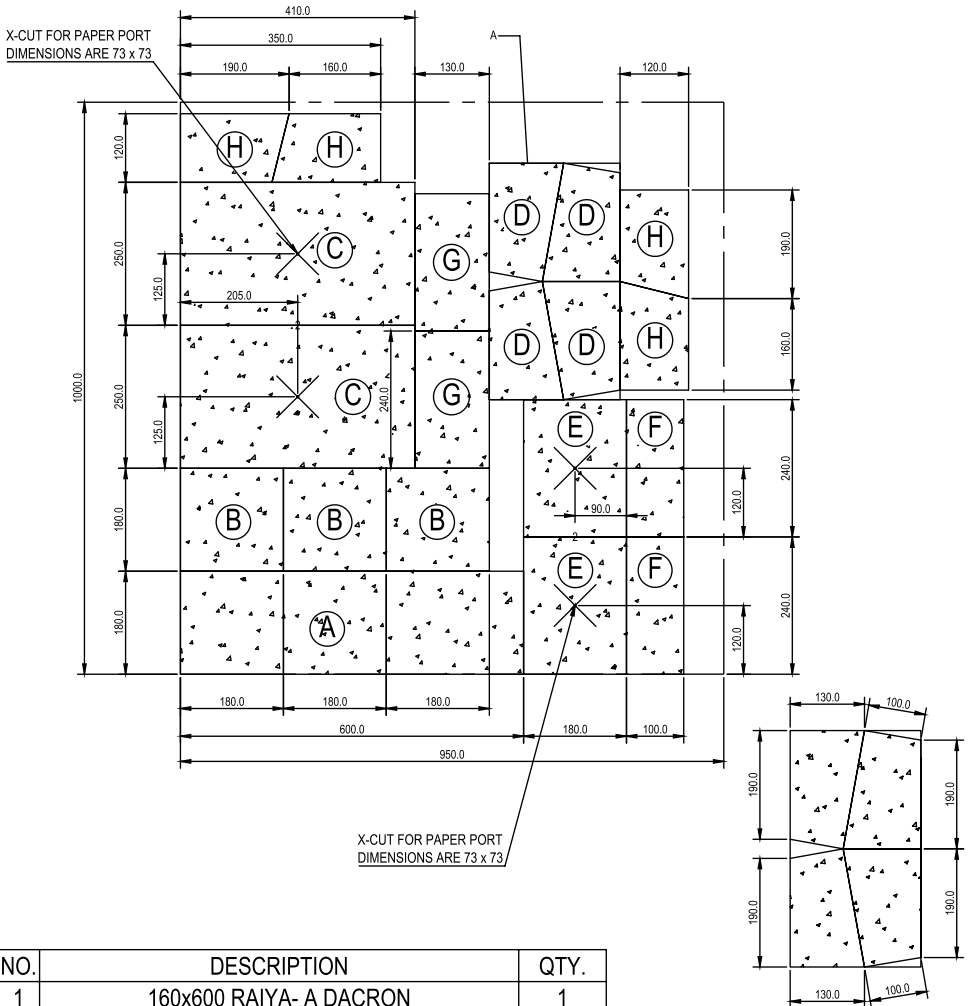 410.0
X-CUT FOR PAPER PORT
DIMENSIONS ARE 73 x 73
A
350.0
190.0
160.0
130.0
120.0
120.0
H
H
D
D
H
190.0
C
G
250.0
125.0
205.0
2
D
D
H
160.0
1000.0
C
G
240.0
250.0
125.0
E
F
240.0
120.0
90.0
B
B
B
180.0
2
E
F
A
180.0
240.0
120.0
180.0
180.0
180.0
600.0
180.0
100.0
950.0
130.0
100.0
190.0
190.0
X-CUT FOR PAPER PORT
DIMENSIONS ARE 73 x 73
190.0
190.0
130.0
100.0
NO. DESCRIPTION QTY.
1 160x600 RAIYA- A DACRON 1